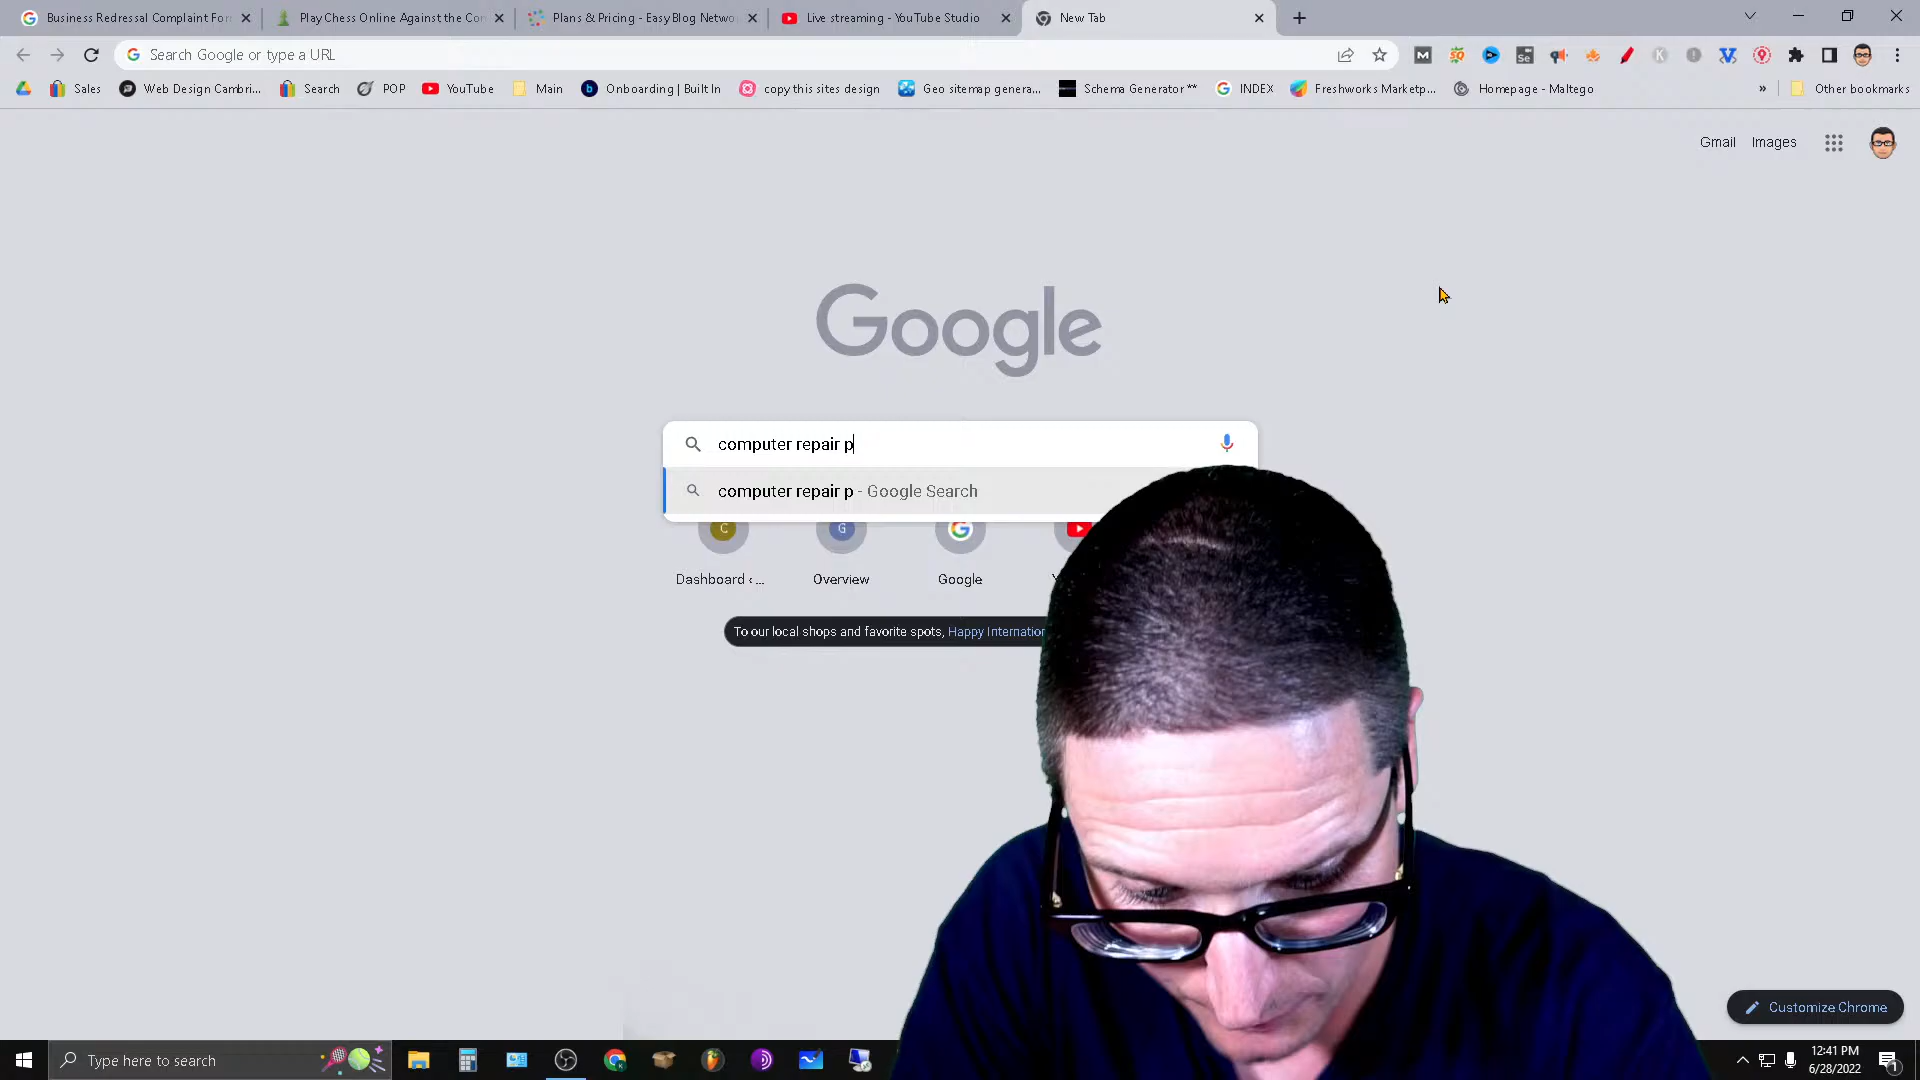 Business Redressal Complaint For
Play Chess Online Against the Co
Plans & Pricing - Easy Blog Netwo
Live streaming - YouTube Studio
New Tab
Search Google or type a URL
Sales
Web Design Cambri...
Search
POP
YouTube
Main
Onboarding | Built In
copy this sites design
Geo sitemap genera...
Schema Generator **
INDEX
Freshworks Marketp...
Homepage - Maltego
»
Other bookmarks
Gmail
Images
Google
computer repair p
computer repair p - Google Search
C
G
Dashboard ‹ ...
Overview
Google
Y
To our local shops and favorite spots, Happy Internation
Customize Chrome
Type here to search
12:41 PM
6/28/2022
1